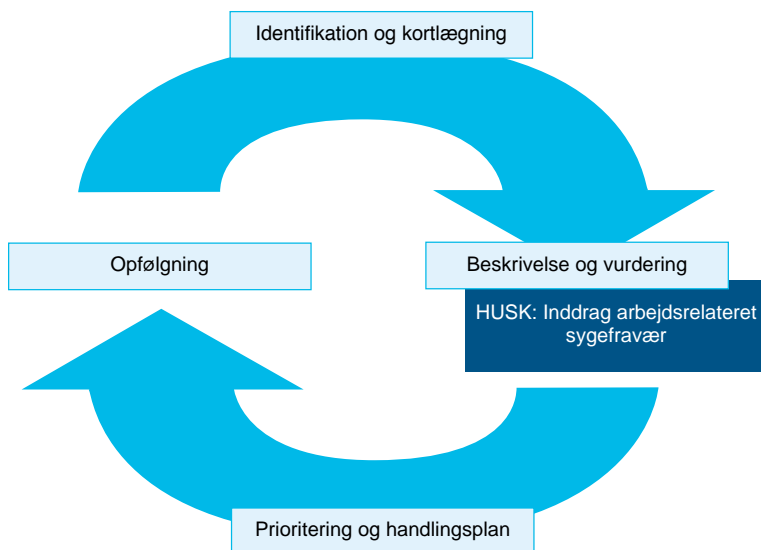 Identifikation og kortlægning
Opfølgning
Beskrivelse og vurdering
HUSK: Inddrag arbejdsrelateret
sygefravær
Prioritering og handlingsplan